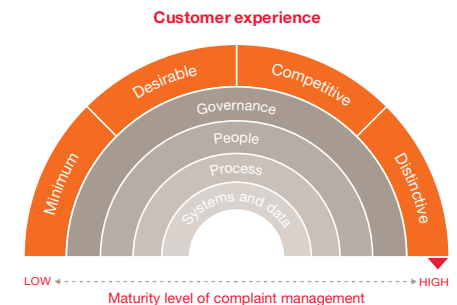 Customer experience
Minimum
Desirable
Competitive
Distinctive
Governance
People
Process
Systems and data
LOW
HIGH
Maturity level of complaint management